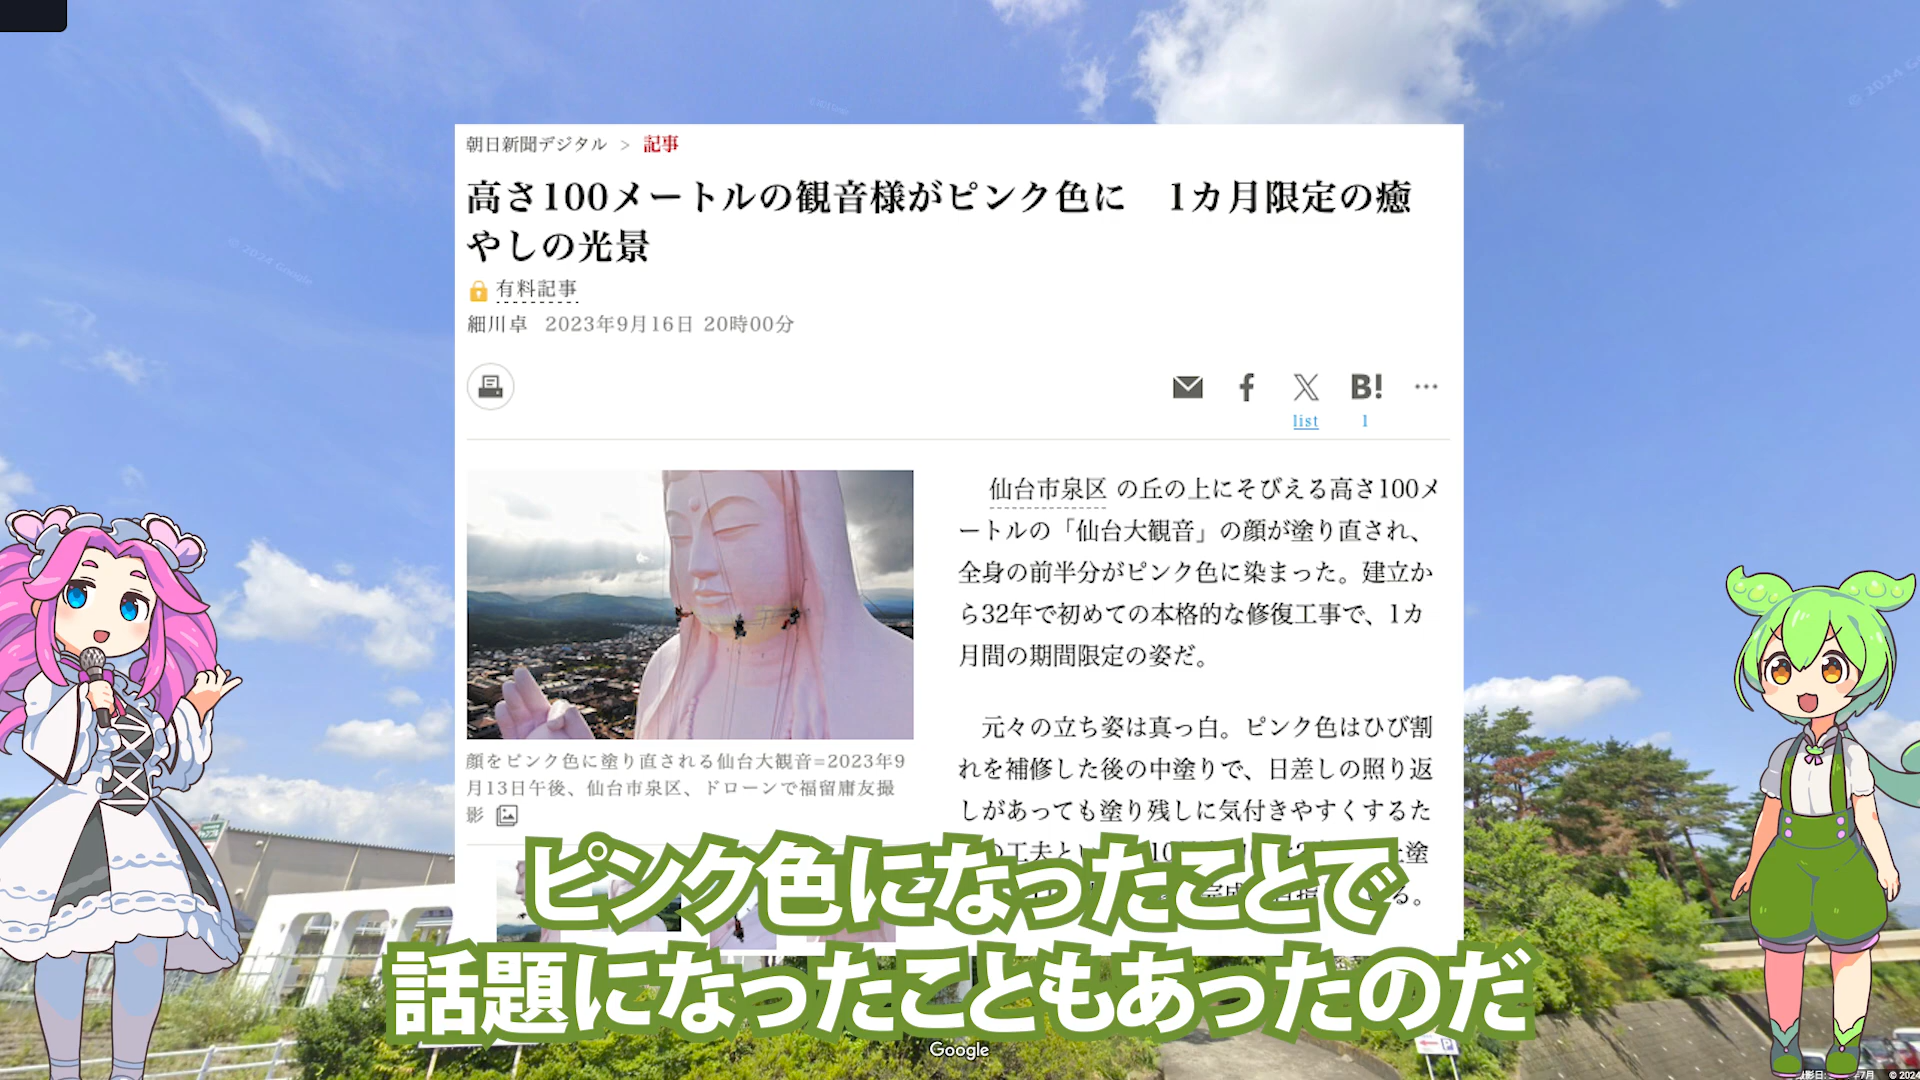 朝日新聞デジタル > 記事
高さ100メートルの観音様がピンク色に 1カ月限定の癒
やしの光景
有料記事
細川卓 2023年9月16日 20時00分
B!
list
1
仙台市泉区 の丘の上にそびえる高さ100メ
ートルの「仙台大観音」の顔が塗り直され、
全身の前半分がピンク色に染まった。建立か
ら32年で初めての本格的な修復工事で、1カ
月間の期間限定の姿だ。
元々の立ち姿は真っ白。ピンク色はひび割
れを補修した後の中塗りで、日差しの照り返
しがあっても塗り残しに気付きやすくするた
顔をピンク色に塗り直される仙台大観音=2023年9
月13日午後、仙台市泉区、ドローンで福留庸友撮
影
ピンク色になったことで
話題になったこともあったのだ
Google
© 2024 Google
© 2024